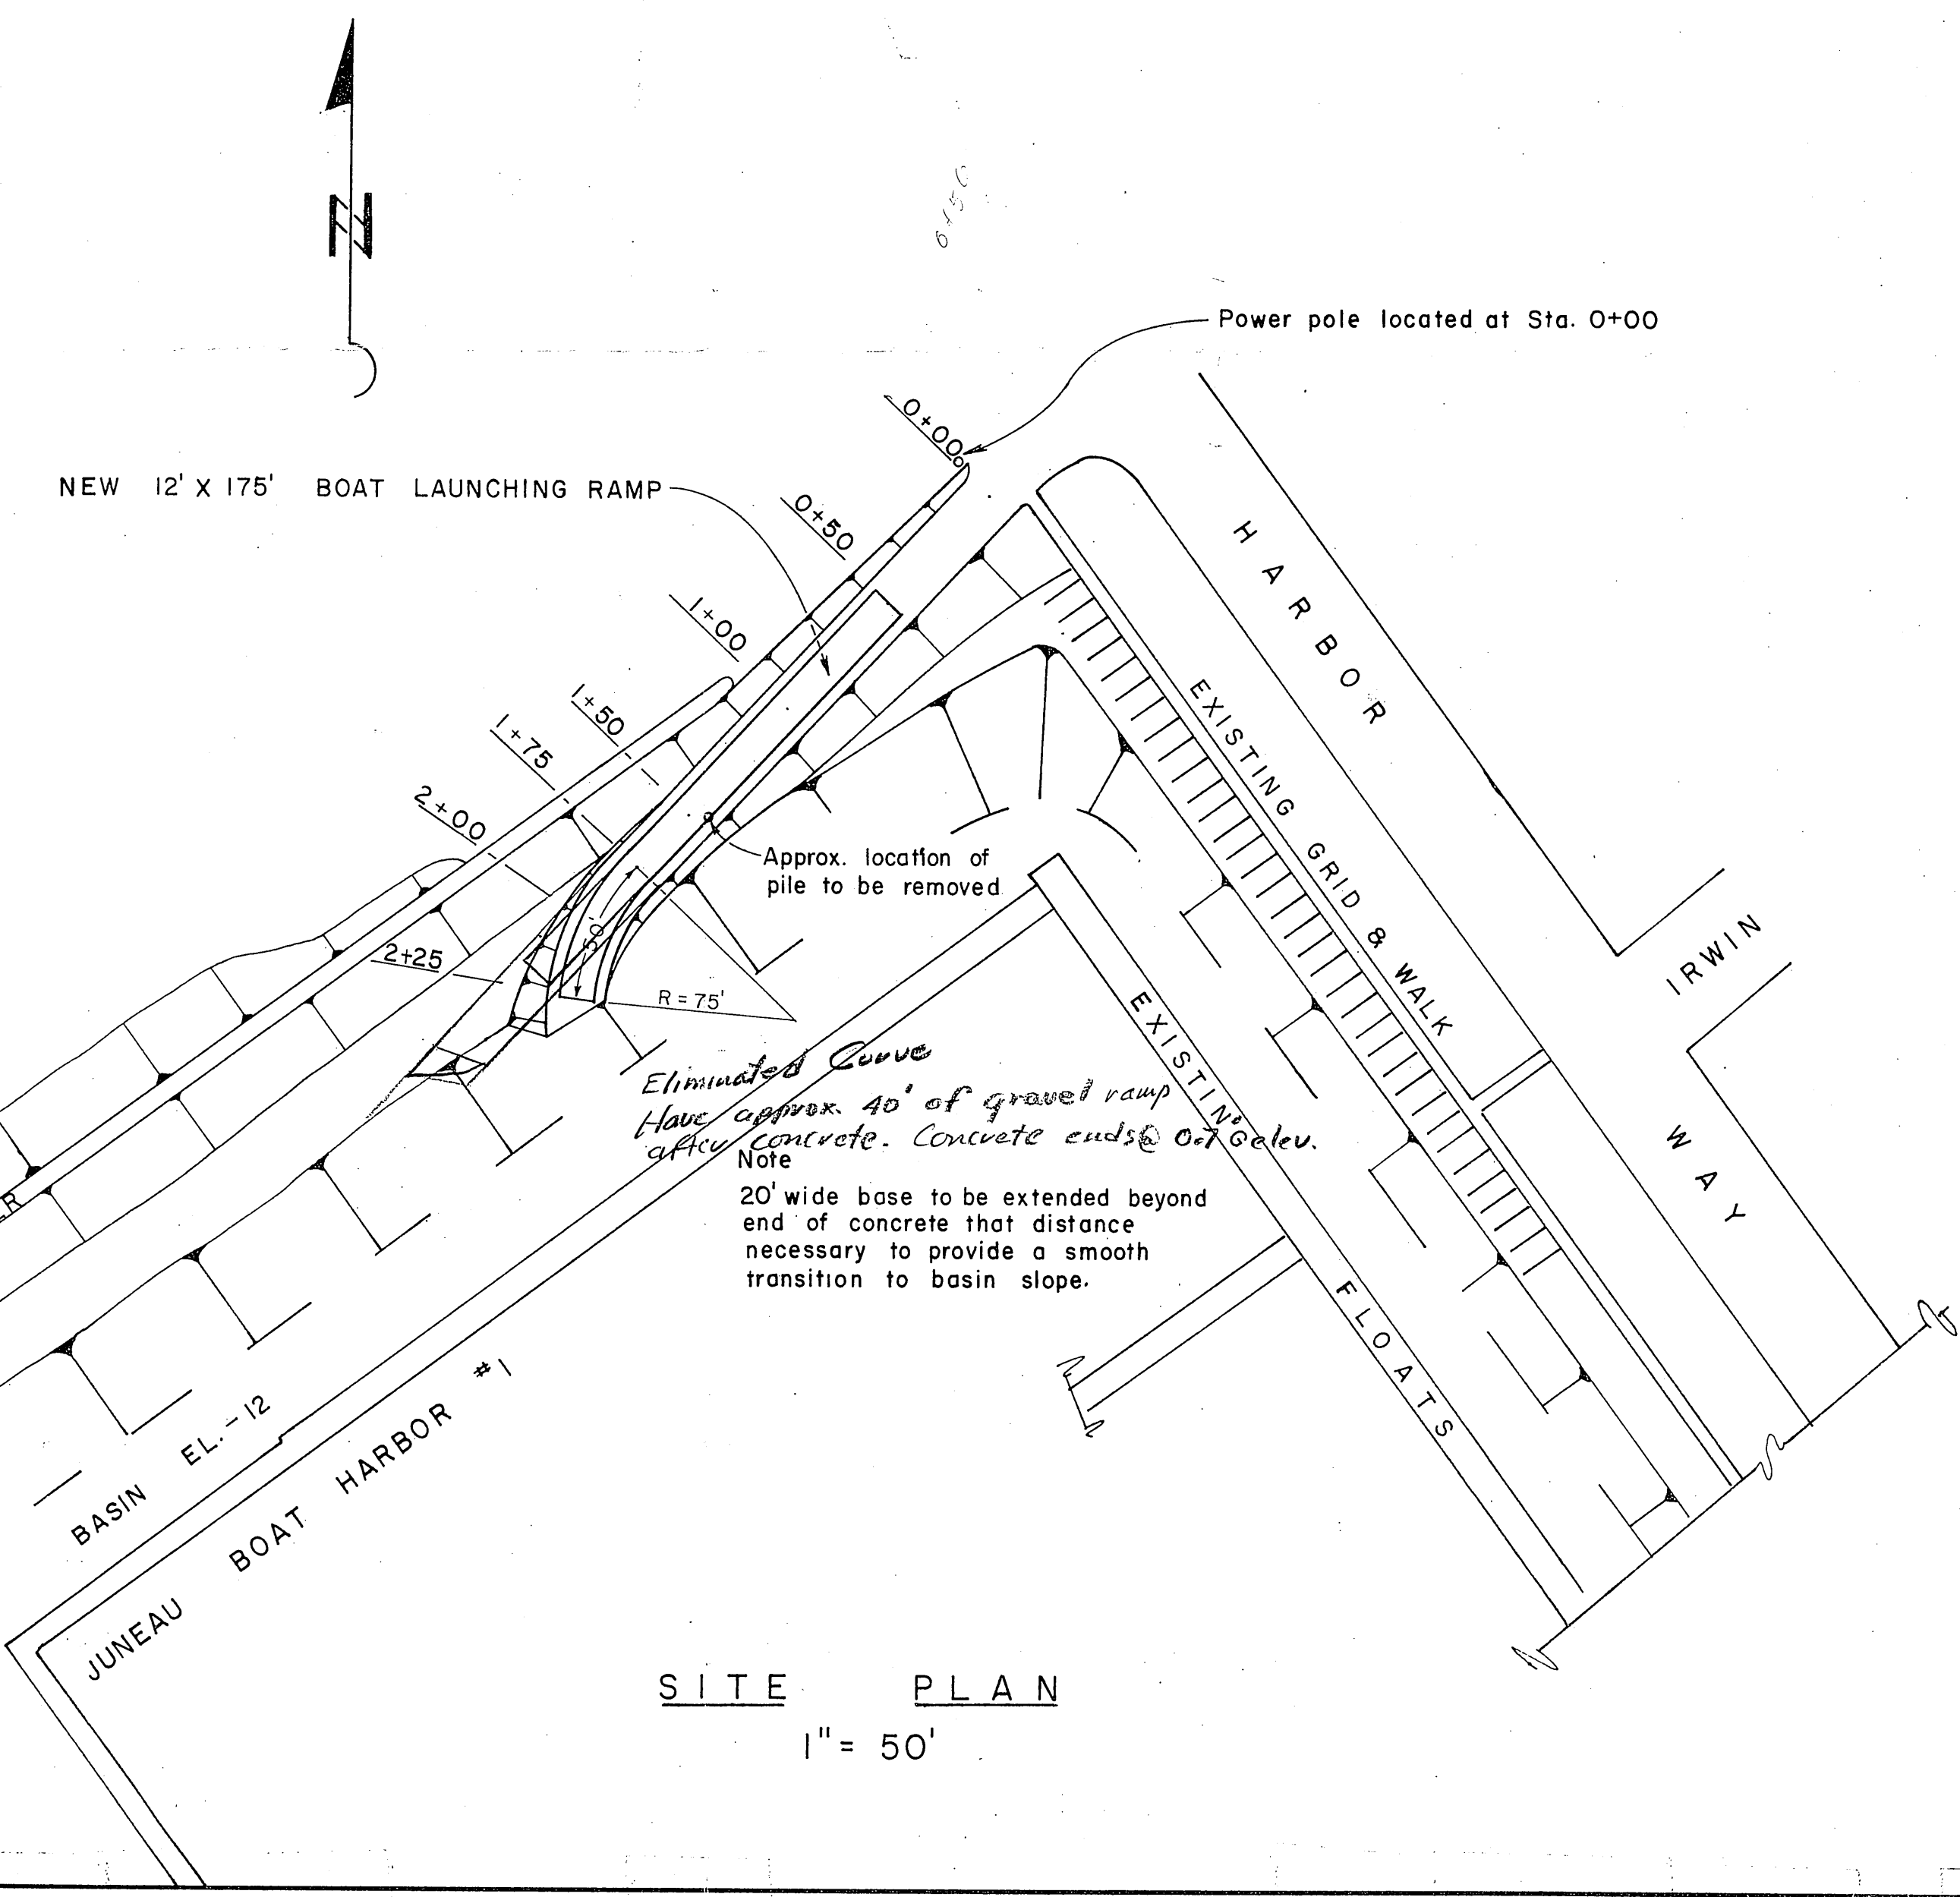 N
Power pole located at Sta. 0+00
0+00
NEW 12' X 175' BOAT LAUNCHING RAMP
0+50
1+00
1+50
1+75
2+00
2+25
HARBOR
EXISTING GRID & WALK
Approx. location of
pile to be removed
50'
R = 75'
IRWIN
WAY
EXISTING FLOATS
Eliminated Curve
Have approx. 40' of gravel ramp
after concrete. Concrete ends @ 0.7 elev.
Note
20' wide base to be extended beyond
end of concrete that distance
necessary to provide a smooth
transition to basin slope.
BASIN EL. -12
JUNEAU BOAT HARBOR #1
SITE PLAN
1" = 50'